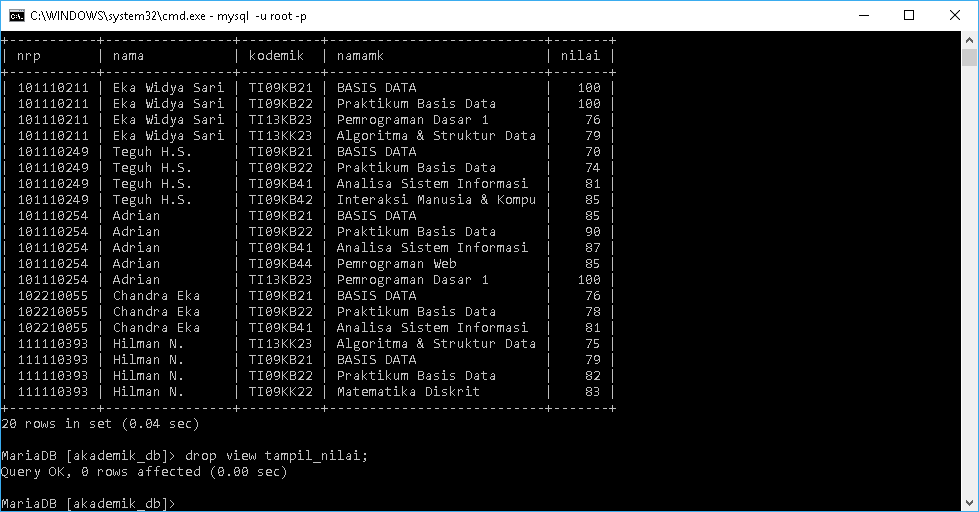 C:\WINDOWS\system32\cmd.exe - mysql  -u root -p
+-----------+----------------+----------+--------------------------+-------+
| nrp       | nama           | kodemik  | namamk                   | nilai |
+-----------+----------------+----------+--------------------------+-------+
| 101110211 | Eka Widya Sari | TI09KB21 | BASIS DATA               |   100 |
| 101110211 | Eka Widya Sari | TI09KB22 | Praktikum Basis Data     |   100 |
| 101110211 | Eka Widya Sari | TI13KB23 | Pemrograman Dasar 1      |    76 |
| 101110211 | Eka Widya Sari | TI13KK23 | Algoritma & Struktur Data |    79 |
| 101110249 | Teguh H.S.     | TI09KB21 | BASIS DATA               |    70 |
| 101110249 | Teguh H.S.     | TI09KB22 | Praktikum Basis Data     |    74 |
| 101110249 | Teguh H.S.     | TI09KB41 | Analisa Sistem Informasi |    81 |
| 101110249 | Teguh H.S.     | TI09KB42 | Interaksi Manusia & Kompu |    85 |
| 101110254 | Adrian         | TI09KB21 | BASIS DATA               |    85 |
| 101110254 | Adrian         | TI09KB22 | Praktikum Basis Data     |    90 |
| 101110254 | Adrian         | TI09KB41 | Analisa Sistem Informasi |    87 |
| 101110254 | Adrian         | TI09KB44 | Pemrograman Web          |    85 |
| 101110254 | Adrian         | TI13KB23 | Pemrograman Dasar 1      |   100 |
| 102210055 | Chandra Eka    | TI09KB21 | BASIS DATA               |    76 |
| 102210055 | Chandra Eka    | TI09KB22 | Praktikum Basis Data     |    78 |
| 102210055 | Chandra Eka    | TI09KB41 | Analisa Sistem Informasi |    81 |
| 111110393 | Hilman N.      | TI13KK23 | Algoritma & Struktur Data |    75 |
| 111110393 | Hilman N.      | TI09KB21 | BASIS DATA               |    79 |
| 111110393 | Hilman N.      | TI09KB22 | Praktikum Basis Data     |    82 |
| 111110393 | Hilman N.      | TI09KK22 | Matematika Diskrit       |    83 |
+-----------+----------------+----------+--------------------------+-------+
20 rows in set (0.04 sec)
MariaDB [akademik_db]> drop view tampil_nilai;
Query OK, 0 rows affected (0.00 sec)
MariaDB [akademik_db]>